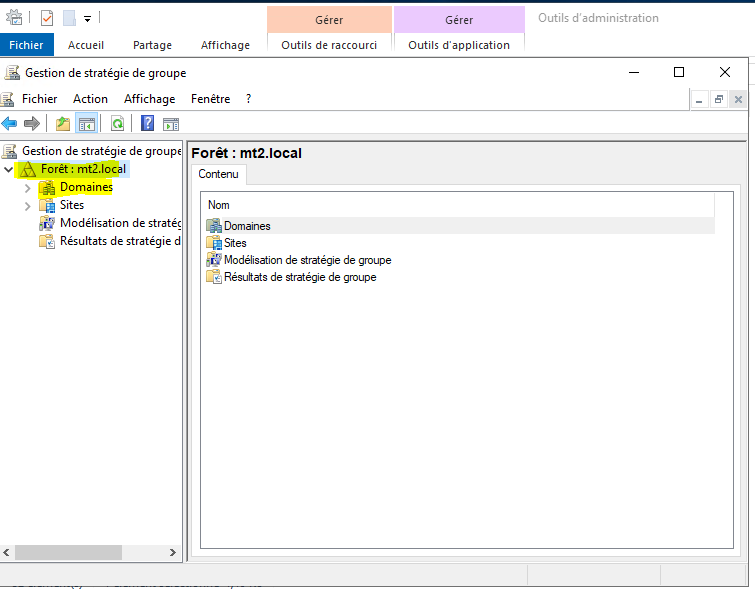 Gérer Gérer Outils d'administration
Fichier Accueil Partage Affichage Outils de raccourci Outils d'application
Gestion de stratégie de groupe
Fichier Action Affichage Fenêtre ?
Gestion de stratégie de groupe
Forêt : mt2.local
Domaines
Sites
Modélisation de stratég
Résultats de stratégie d
Forêt : mt2.local
Contenu
Nom
Domaines
Sites
Modélisation de stratégie de groupe
Résultats de stratégie de groupe